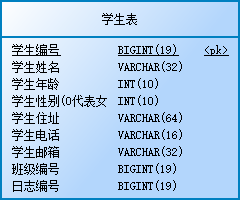 学生表
学生编号 BIGINT(19) <pk>
学生姓名 VARCHAR(32)
学生年龄 INT(10)
学生性别(0代表女 INT(10)
学生住址 VARCHAR(64)
学生电话 VARCHAR(16)
学生邮箱 VARCHAR(32)
班级编号 BIGINT(19)
日志编号 BIGINT(19)